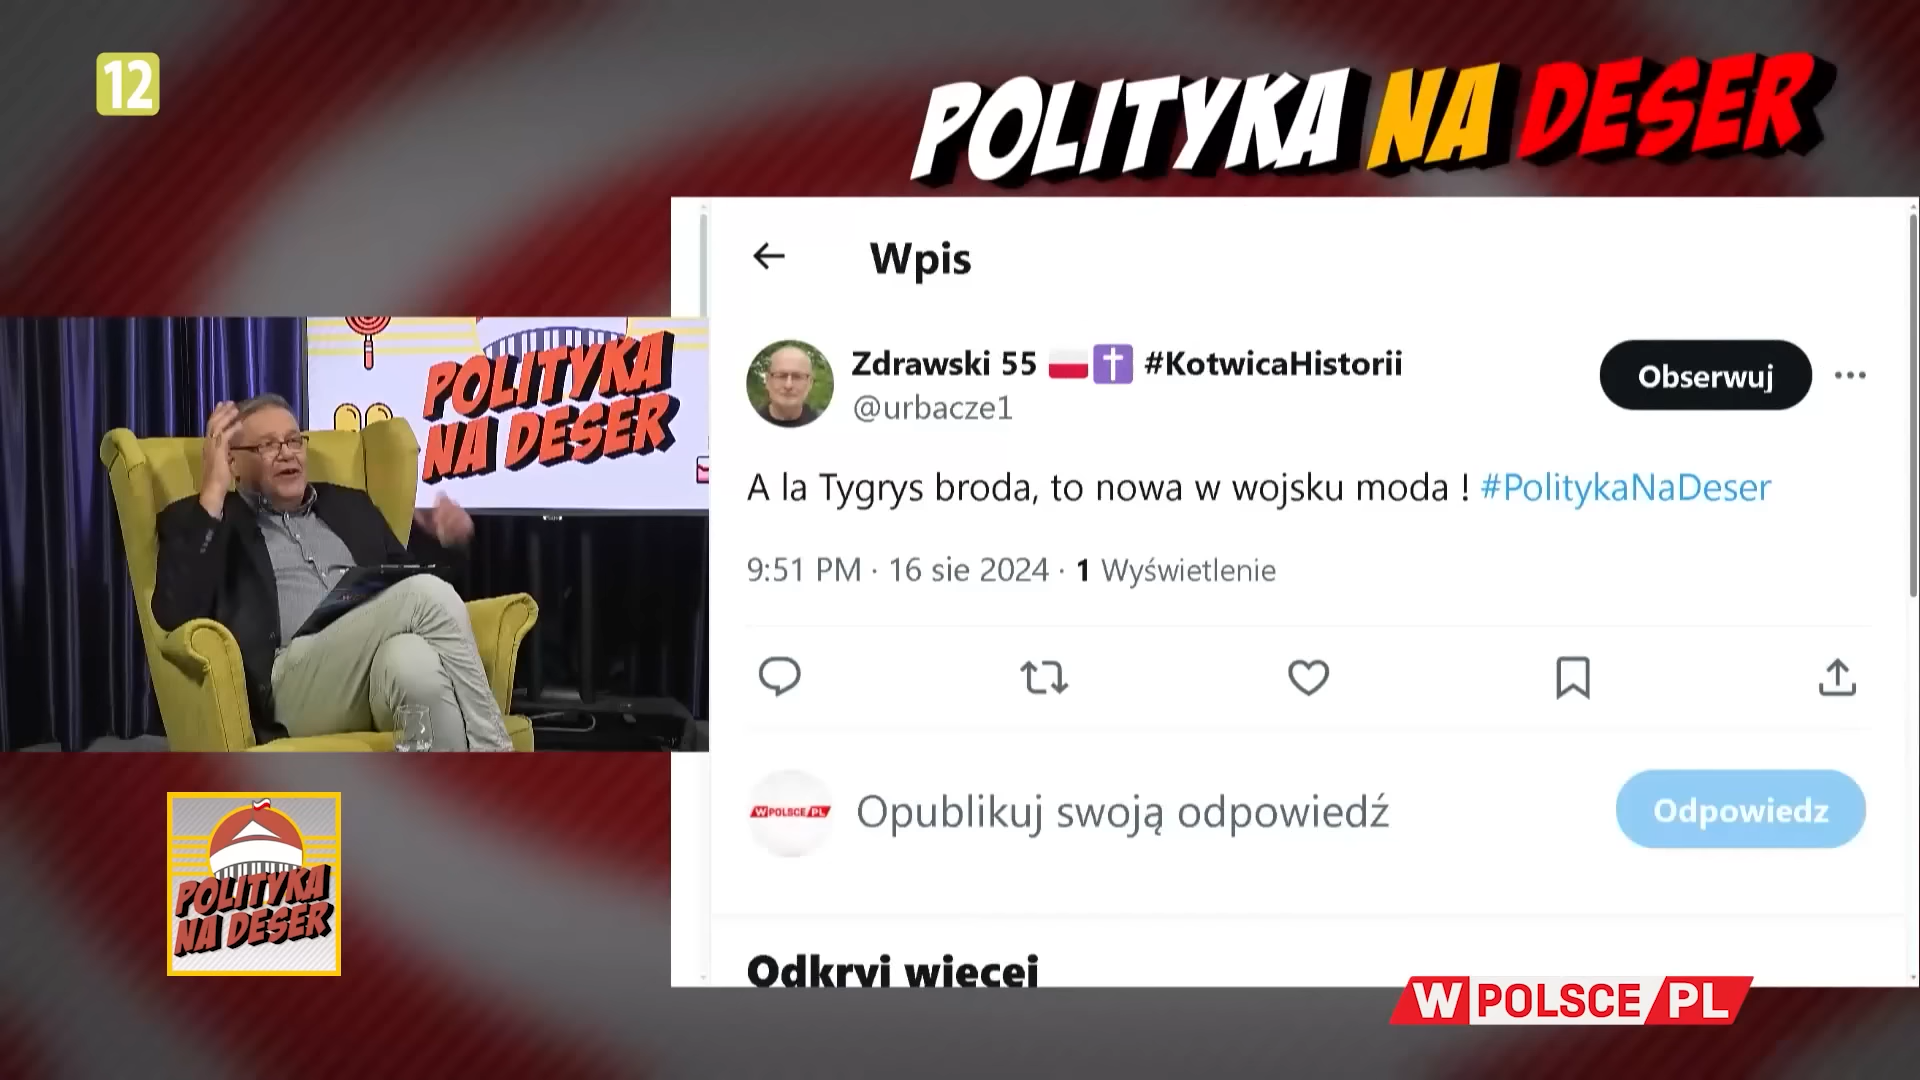 12
POLITYKA NA DESER
Wpis
Zdrawski 55 🇵🇱✝️ #KotwicaHistorii
@urbacze1
Obserwuj
A la Tygrys broda, to nowa w wojsku moda ! #PolitykaNaDeser
9:51 PM · 16 sie 2024 · 1 Wyświetlenie
WPOLSCE/PL
Opublikuj swoją odpowiedź
Odpowiedz
Odkryj więcej
POLITYKA
NA DESER
POLITYKA
NA DESER
WPOLSCE/PL